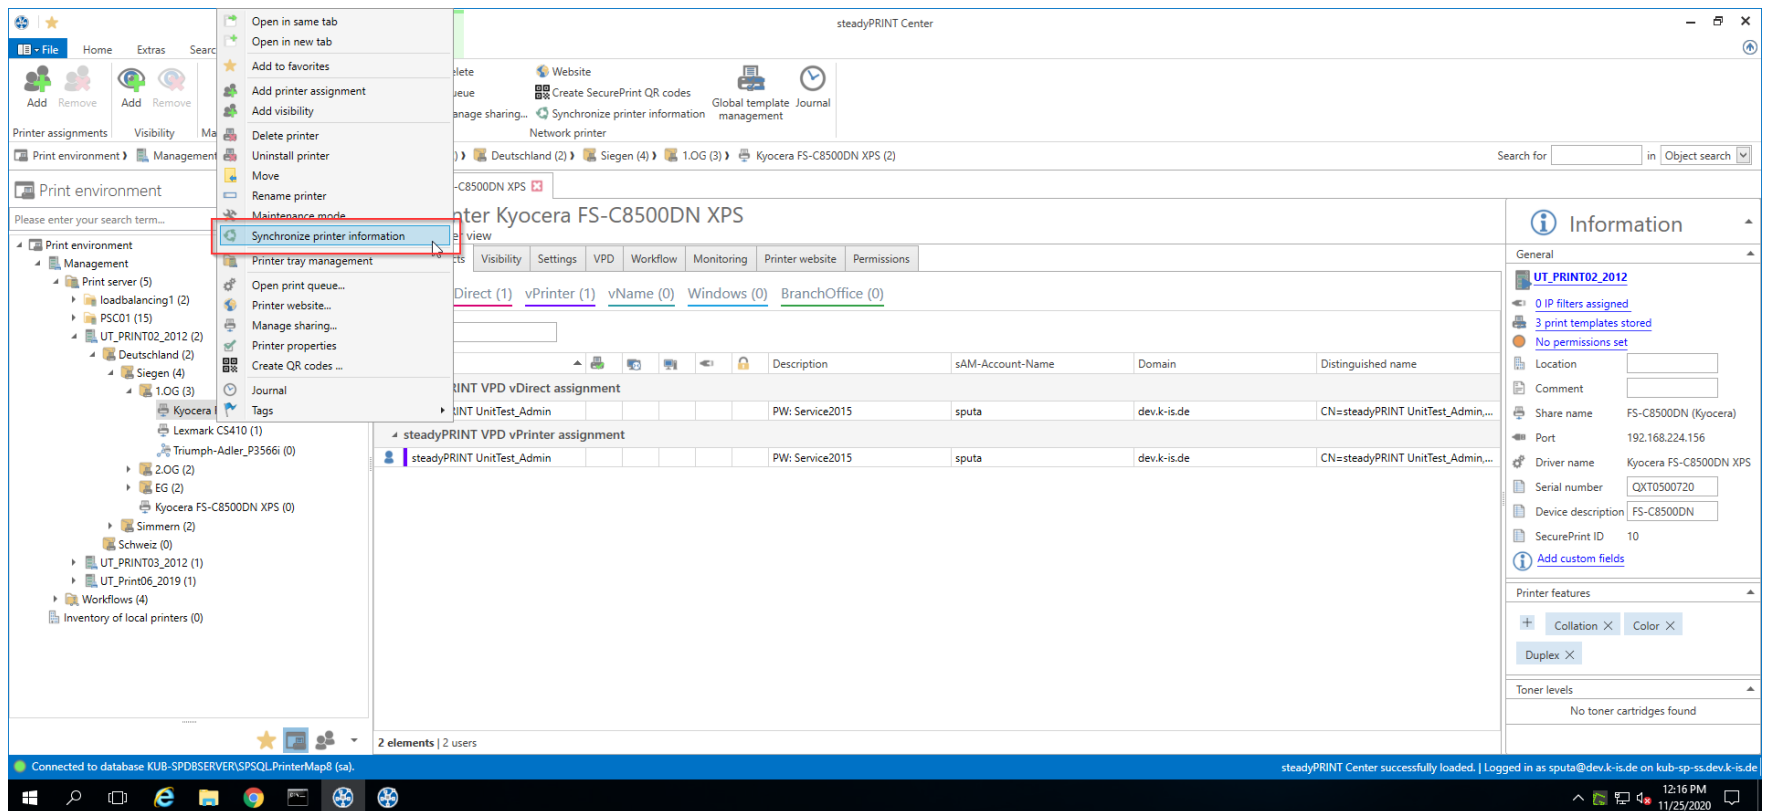 steadyPRINT Center
File Home Extras Searc
Add Remove Add Remove
Printer assignments Visibility Ma
elete
ueue
anage sharing...
Website
Create SecurePrint QR codes
Synchronize printer information
Network printer
Global template management
Journal
Open in same tab
Open in new tab
Add to favorites
Add printer assignment
Add visibility
Delete printer
Uninstall printer
Move
Rename printer
Maintenance mode
Synchronize printer information
Printer tray management
Open print queue...
Printer website...
Manage sharing...
Printer properties
Create QR codes ...
Journal
Tags
Print environment Management ) Deutschland (2) Siegen (4) 1.OG (3) Kyocera FS-C8500DN XPS (2)
Search for in Object search
Print environment
Please enter your search term...
Print environment
Management
Print server (5)
loadbalancing1 (2)
PSC01 (15)
UT_PRINT02_2012 (2)
Deutschland (2)
Siegen (4)
1.OG (3)
Kyocera
Lexmark CS410 (1)
Triumph-Adler_P3566i (0)
2.OG (2)
EG (2)
Kyocera FS-C8500DN XPS (0)
Simmern (2)
Schweiz (0)
UT_PRINT03_2012 (1)
UT_Print06_2019 (1)
Workflows (4)
Inventory of local printers (0)
-C8500DN XPS
nter Kyocera FS-C8500DN XPS
er view
ts Visibility Settings VPD Workflow Monitoring Printer website Permissions
Direct (1) vPrinter (1) vName (0) Windows (0) BranchOffice (0)
Description sAM-Account-Name Domain Distinguished name
RINT VPD vDirect assignment
RINT UnitTest_Admin PW: Service2015 sputa dev.k-is.de CN=steadyPRINT UnitTest_Admin,...
steadyPRINT VPD vPrinter assignment
steadyPRINT UnitTest_Admin PW: Service2015 sputa dev.k-is.de CN=steadyPRINT UnitTest_Admin,...
2 elements | 2 users
Information
General
UT_PRINT02_2012
0 IP filters assigned
3 print templates stored
No permissions set
Location
Comment
Share name FS-C8500DN (Kyocera)
Port 192.168.224.156
Driver name Kyocera FS-C8500DN XPS
Serial number QXT0500720
Device description FS-C8500DN
SecurePrint ID 10
Add custom fields
Printer features
Collation Color
Duplex
Toner levels
No toner cartridges found
Connected to database KUB-SPDBSERVER\SPSQL.PrinterMap8 (sa).
steadyPRINT Center successfully loaded. | Logged in as sputa@dev.k-is.de on kub-sp-ss.dev.k-is.de
12:16 PM
11/25/2020